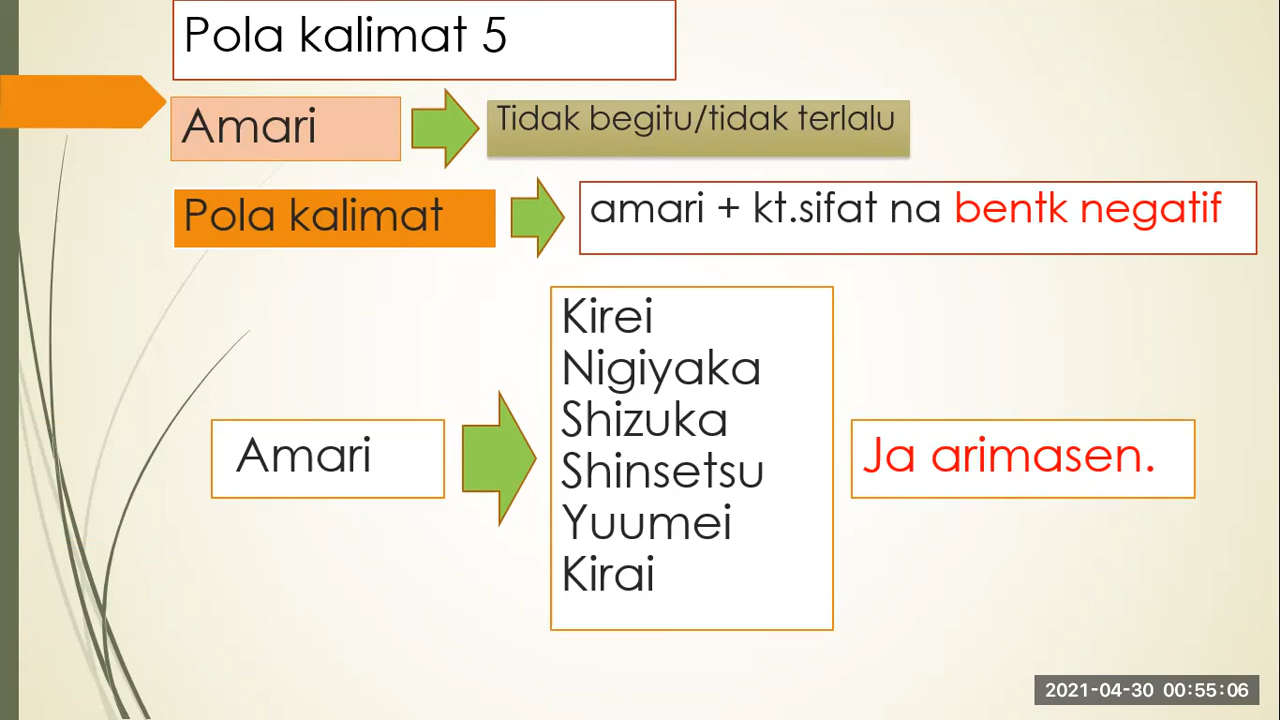 Pola kalimat 5
Amari
Tidak begitu/tidak terlalu
Pola kalimat
amari + kt.sifat na bentk negatif
Kirei
Nigiyaka
Shizuka
Shinsetsu
Yuumei
Kirai
Amari
Ja arimasen.
2021-04-30 00:55:06